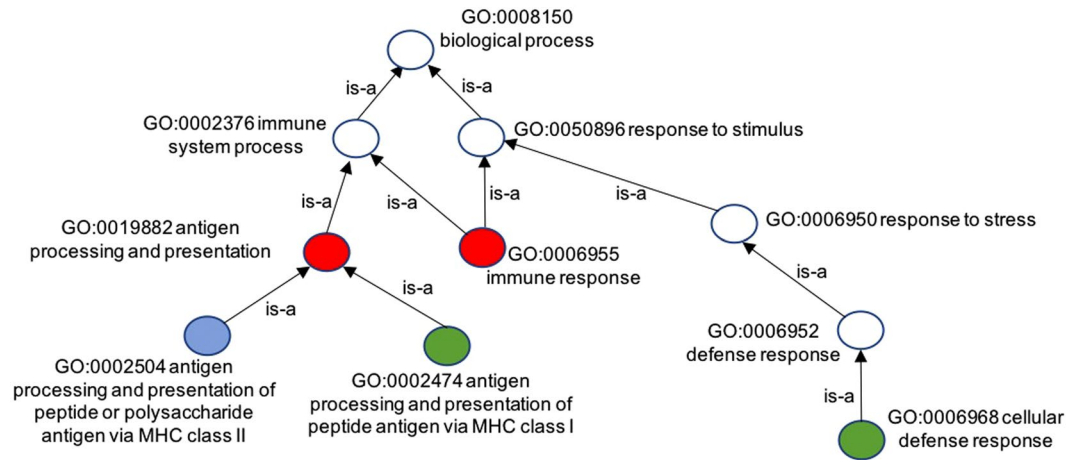 GO:0008150
biological process
is-a
is-a
GO:0002376 immune
system process
GO:0050896 response to stimulus
is-a
is-a
is-a
is-a
GO:0019882 antigen
processing and presentation
GO:0006955
immune response
GO:0006950 response to stress
is-a
is-a
is-a
GO:0002504 antigen
processing and presentation of
peptide or polysaccharide
antigen via MHC class II
GO:0002474 antigen
processing and presentation of
peptide antigen via MHC class I
GO:0006952
defense response
is-a
GO:0006968 cellular
defense response